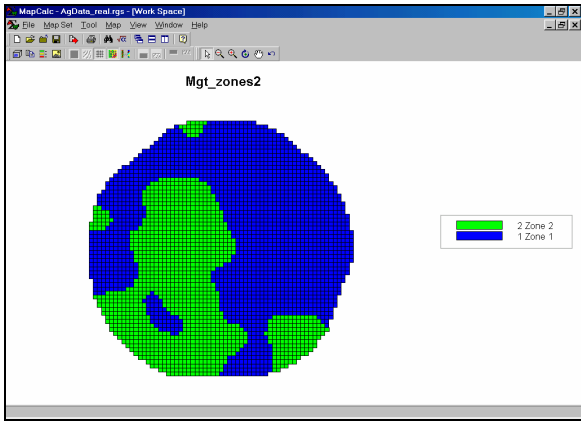 MapCalc - AgData_real.rgs - [Work Space]
File Map Set Tool Map View Window Help
Mgt_zones2
2 Zone 2
1 Zone 1